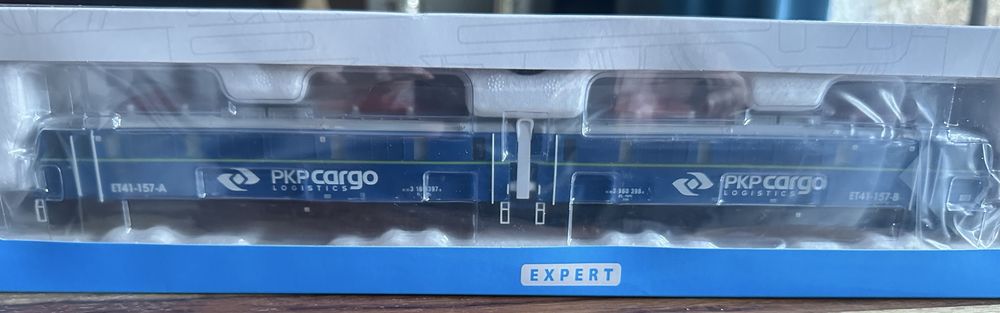 ET41-157-A
PKP cargo
LOGISTICS
PKP cargo
LOGISTICS
ET41-157-B
EXPERT